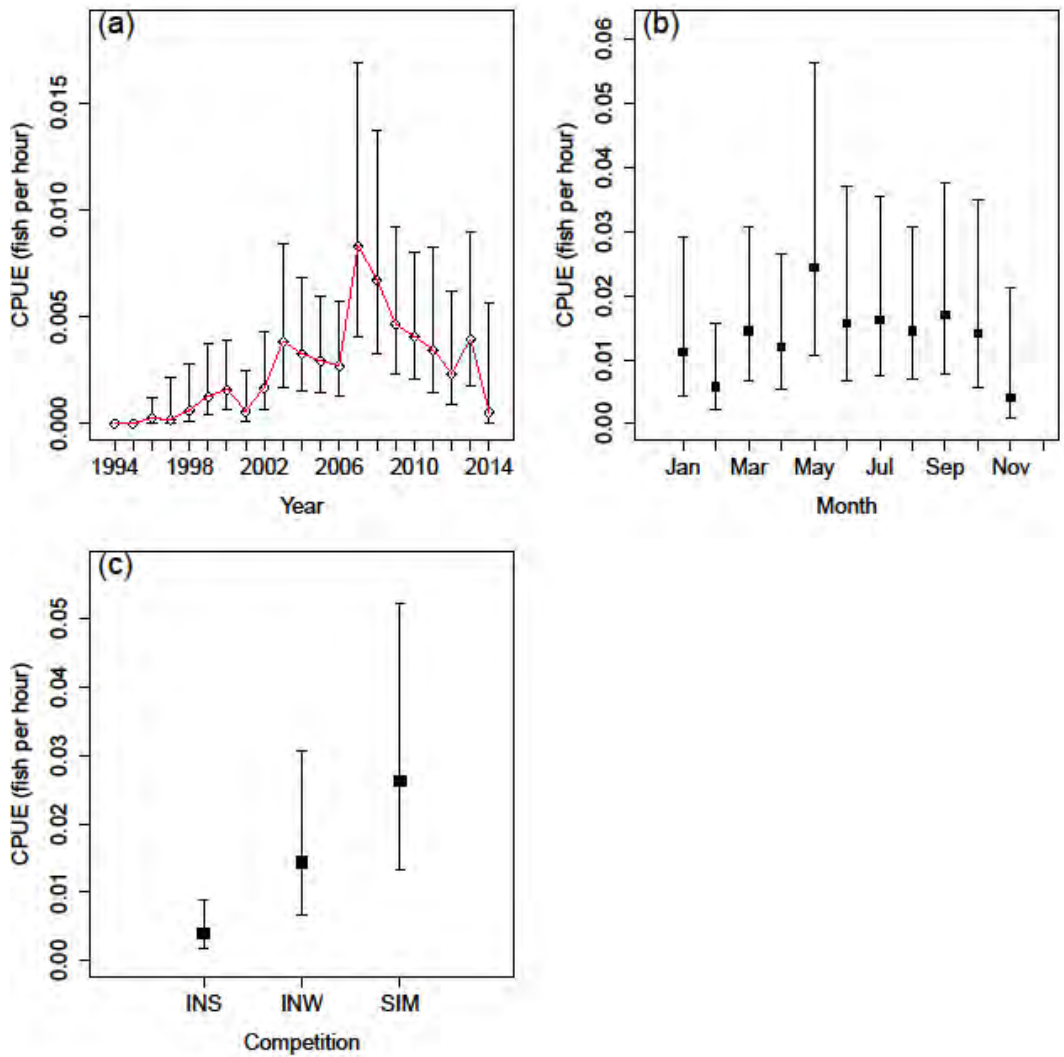 (a)
CPUE (fish per hour)
0.015
0.010
0.005
0.000
1994 1998 2002 2006 2010 2014
Year
(b)
CPUE (fish per hour)
0.06
0.05
0.04
0.03
0.02
0.01
0.00
Jan Mar May Jul Sep Nov
Month
(c)
CPUE (fish per hour)
0.05
0.04
0.03
0.02
0.01
0.00
INS INW SIM
Competition